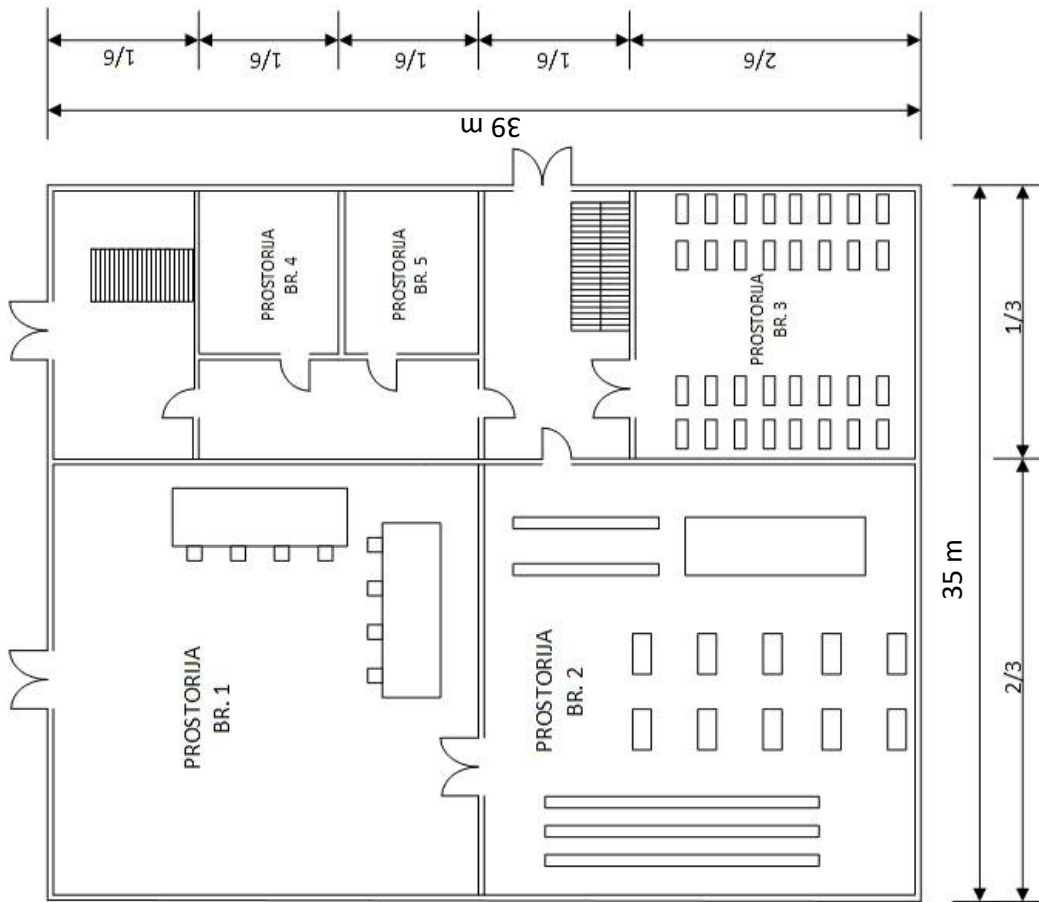 1/6
1/6
1/6
1/6
2/6
39 m
PROSTORIJA
BR. 4
PROSTORIJA
BR. 5
PROSTORIJA
BR. 3
1/3
PROSTORIJA
BR. 1
PROSTORIJA
BR. 2
35 m
2/3